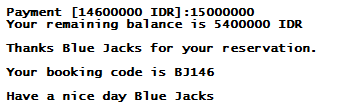 Payment [14600000 IDR]:15000000
Your remaining balance is 5400000 IDR
Thanks Blue Jacks for your reservation.
Your booking code is BJ146
Have a nice day Blue Jacks